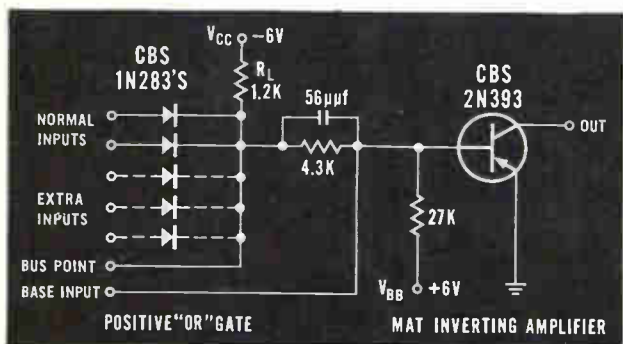 V_CC -6V
CBS
1N283'S
R_L
1.2K
CBS
2N393
56μμf
NORMAL
INPUTS
OUT
4.3K
EXTRA
INPUTS
27K
BUS POINT
BASE INPUT
V_BB +6V
POSITIVE "OR" GATE
MAT INVERTING AMPLIFIER